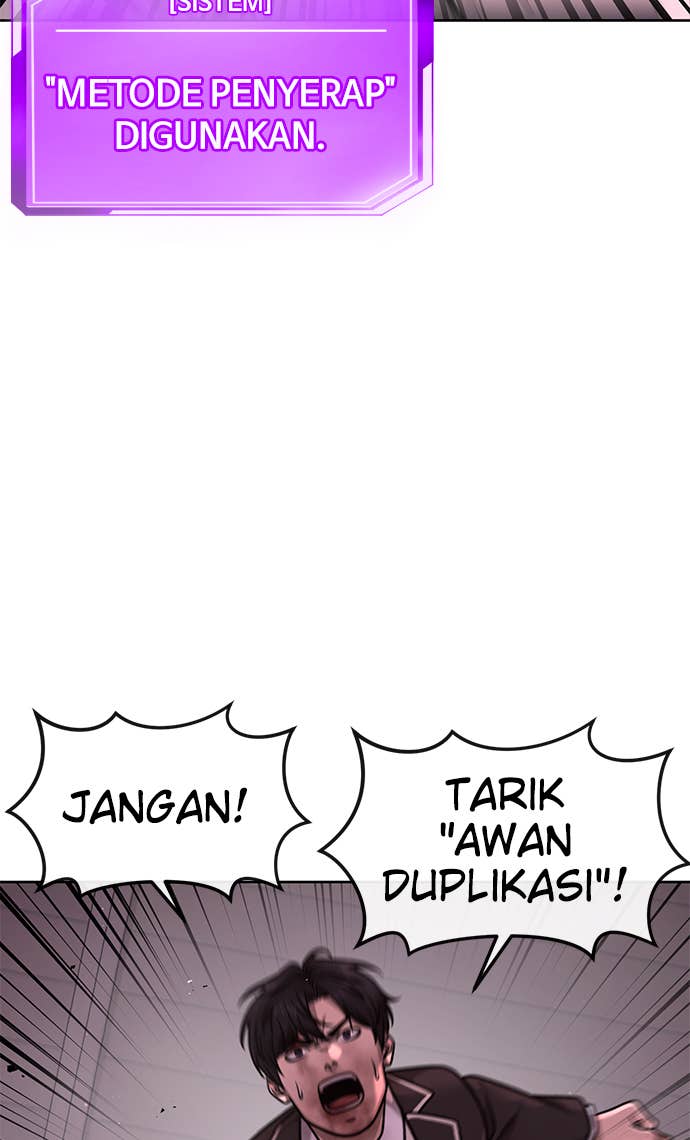 [SISTEM]
"METODE PENYERAP"
DIGUNAKAN.
JANGAN!
TARIK
"AWAN
DUPLIKASI"!